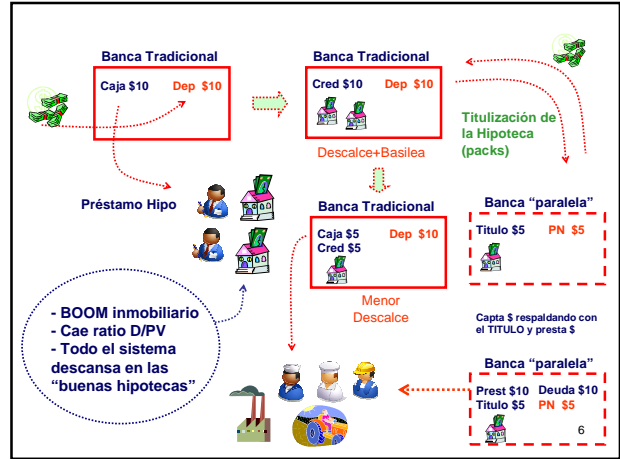 Banca Tradicional
Caja $10 Dep $10
Banca Tradicional
Cred $10 Dep $10
Descalce+Basilea
Titulización de
la Hipoteca
(packs)
Préstamo Hipo
Banca Tradicional
Caja $5 Dep $10
Cred $5
Menor
Descalce
Banca “paralela”
Titulo $5 PN $5
Capta $ respaldando con
el TITULO y presta $
- BOOM inmobiliario
- Cae ratio D/PV
- Todo el sistema
descansa en las
“buenas hipotecas”
Banca “paralela”
Prest $10 Deuda $10
Titulo $5 PN $5
6